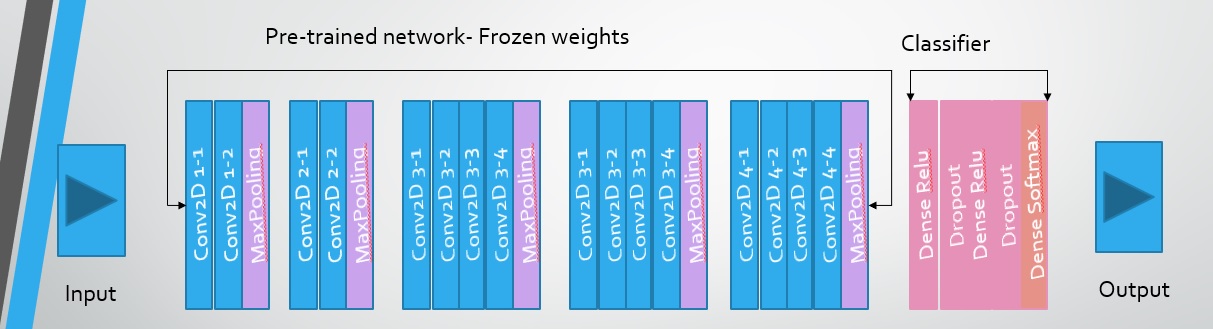 Pre-trained network- Frozen weights
Classifier
Input
Conv2D 1-1
Conv2D 1-2
MaxPooling
Conv2D 2-1
Conv2D 2-2
MaxPooling
Conv2D 3-1
Conv2D 3-2
Conv2D 3-3
Conv2D 3-4
MaxPooling
Conv2D 3-1
Conv2D 3-2
Conv2D 3-3
Conv2D 3-4
MaxPooling
Conv2D 4-1
Conv2D 4-2
Conv2D 4-3
Conv2D 4-4
MaxPooling
Dense Relu
Dropout
Dense Relu
Dropout
Dense Softmax
Output